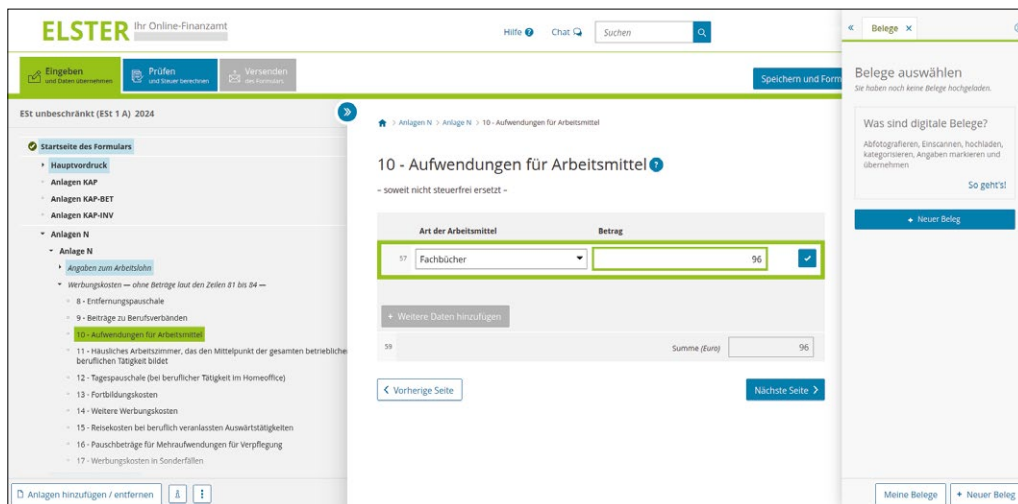 ELSTER Ihr Online-Finanzamt
Hilfe ? Chat Suchen
Eingeben
und Daten übernehmen
Prüfen
und Steuer berechnen
Versenden
des Formulars
Speichern und Form
ESt unbeschränkt (ESt 1 A) 2024
Startseite des Formulars
Hauptvordruck
Anlagen KAP
Anlagen KAP-BET
Anlagen KAP-INV
Anlagen N
Anlage N
Angaben zum Arbeitslohn
Werbungskosten — ohne Beträge laut den Zeilen 81 bis 84 —
8 - Entfernungspauschale
9 - Beiträge zu Berufsverbänden
10 - Aufwendungen für Arbeitsmittel
11 - Häusliches Arbeitszimmer, das den Mittelpunkt der gesamten betriebliche
beruflichen Tätigkeit bildet
12 - Tagespauschale (bei beruflicher Tätigkeit im Homeoffice)
13 - Fortbildungskosten
14 - Weitere Werbungskosten
15 - Reisekosten bei beruflich veranlassten Auswärtstätigkeiten
16 - Pauschbeträge für Mehraufwendungen für Verpflegung
17 - Werbungskosten in Sonderfällen
Anlagen hinzufügen / entfernen
> Anlagen N > Anlage N > 10 - Aufwendungen für Arbeitsmittel
10 - Aufwendungen für Arbeitsmittel ?
– soweit nicht steuerfrei ersetzt –
Art der Arbeitsmittel Betrag
57 Fachbücher 96
+ Weitere Daten hinzufügen
59 Summe (Euro) 96
Vorherige Seite
Nächste Seite
« Belege ×
Belege auswählen
Sie haben noch keine Belege hochgeladen.
Was sind digitale Belege?
Abfotografieren, Einscannen, hochladen,
kategorisieren, Angaben markieren und
übernehmen
So geht's!
+ Neuer Beleg
Meine Belege
+ Neuer Beleg